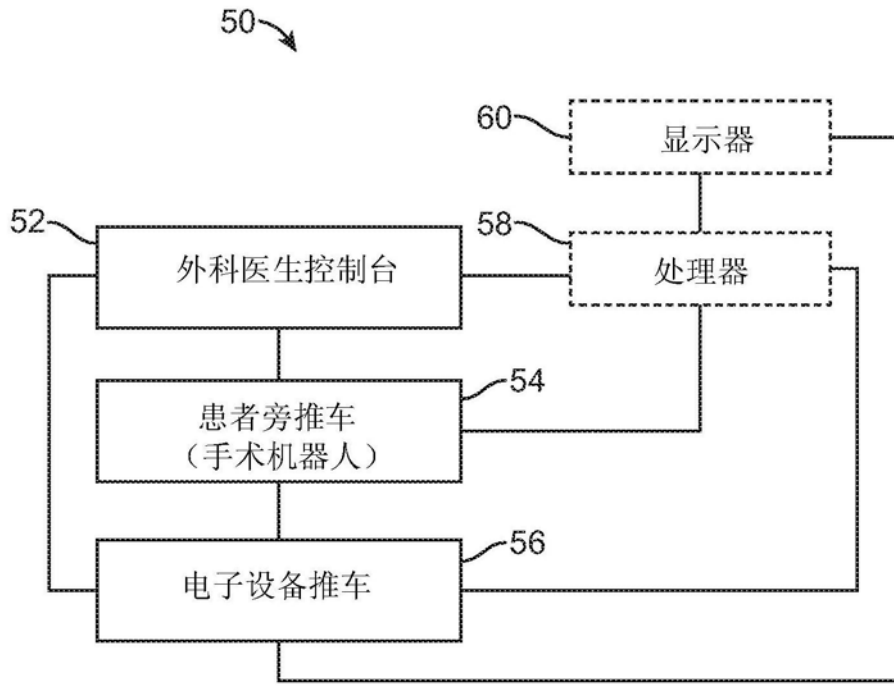 50
60
显示器
52
58
外科医生控制台
处理器
54
患者旁推车
（手术机器人）
56
电子设备推车